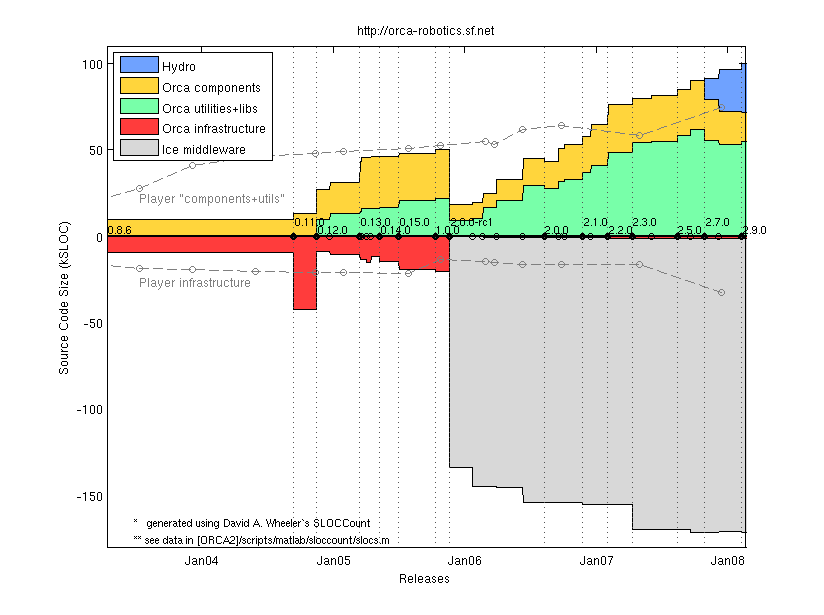 http://orca-robotics.sf.net
100
50
0
-50
-100
-150
Source Code Size (kSLOC)
Hydro
Orca components
Orca utilities+libs
Orca infrastructure
Ice middleware
Player "components+utils"
0.8.6
0.11.0
0.12.0
0.13.0
0.14.0
0.15.0
1.0.0
2.0.0-rc1
2.0.0
2.1.0
2.2.0
2.3.0
2.5.0
2.7.0
2.9.0
Player infrastructure
* generated using David A. Wheeler`s SLOCCount
** see data in [ORCA2]/scripts/matlab/sloccount/slocs.m
Jan04 Jan05 Jan06 Jan07 Jan08
Releases